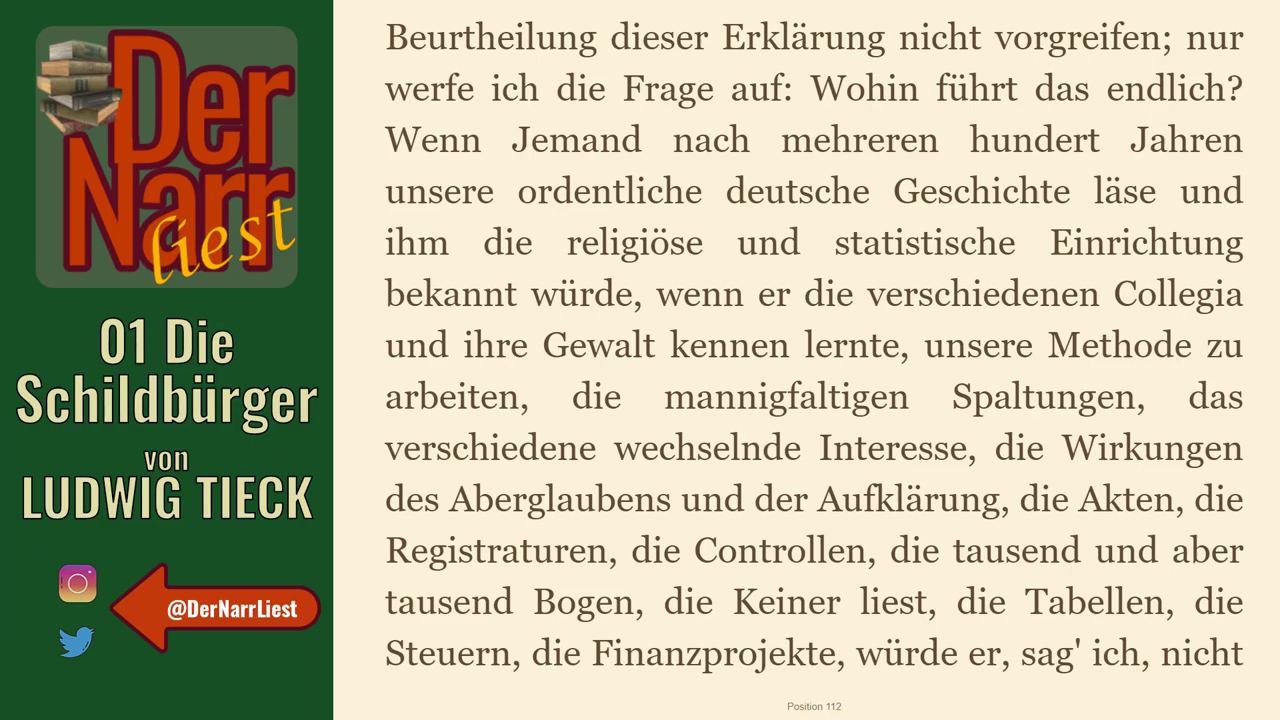 Der
Narr
liest
01 Die
Schildbürger
von
LUDWIG TIECK
@DerNarrLiest
Beurtheilung dieser Erklärung nicht vorgreifen; nur
werfe ich die Frage auf: Wohin führt das endlich?
Wenn Jemand nach mehreren hundert Jahren
unsere ordentliche deutsche Geschichte läse und
ihm die religiöse und statistische Einrichtung
bekannt würde, wenn er die verschiedenen Collegia
und ihre Gewalt kennen lernte, unsere Methode zu
arbeiten, die mannigfaltigen Spaltungen, das
verschiedene wechselnde Interesse, die Wirkungen
des Aberglaubens und der Aufklärung, die Akten, die
Registraturen, die Controllen, die tausend und aber
tausend Bogen, die Keiner liest, die Tabellen, die
Steuern, die Finanzprojekte, würde er, sag' ich, nicht
Position 112